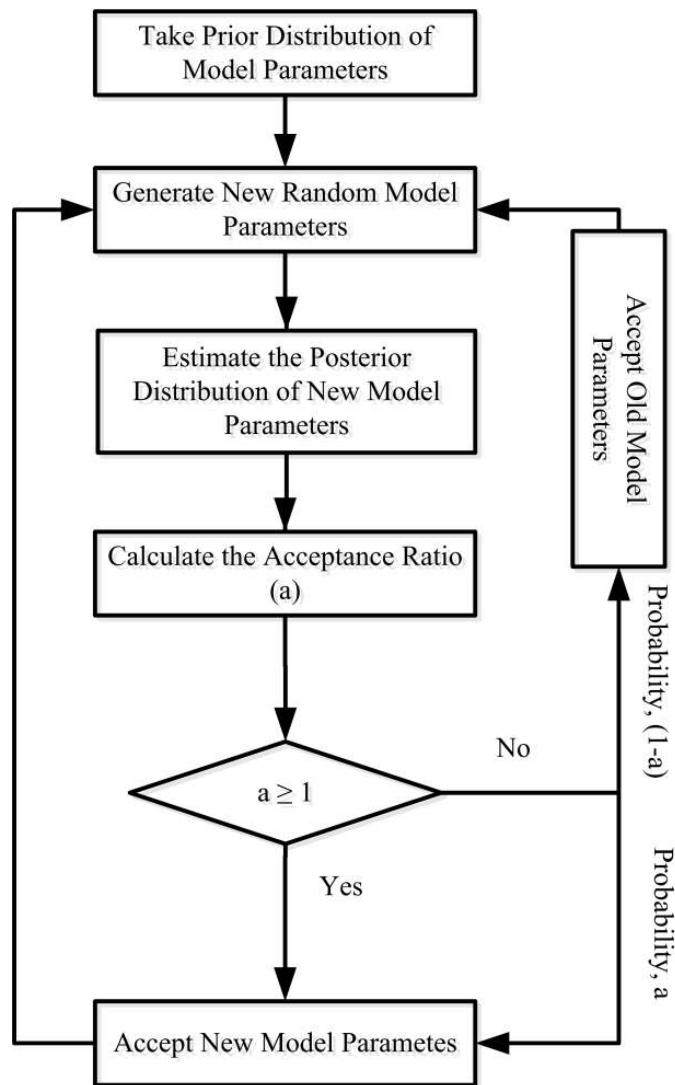 Take Prior Distribution of
Model Parameters
Generate New Random Model
Parameters
Estimate the Posterior
Distribution of New Model
Parameters
Calculate the Acceptance Ratio
(a)
a ≥ 1
No
Yes
Accept New Model Parametes
Accept Old Model
Parameters
Probability, (1-a)
Probability, a